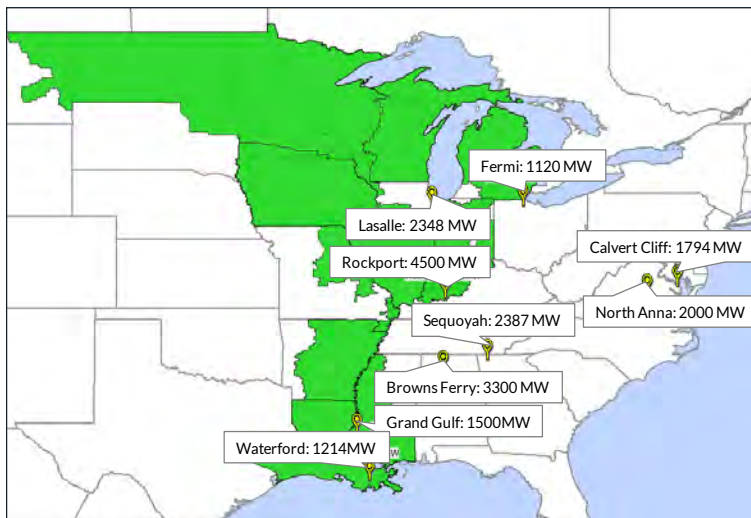 Fermi: 1120 MW
Lasalle: 2348 MW
Calvert Cliff: 1794 MW
Rockport: 4500 MW
North Anna: 2000 MW
Sequoyah: 2387 MW
Browns Ferry: 3300 MW
Grand Gulf: 1500MW
Waterford: 1214MW
W